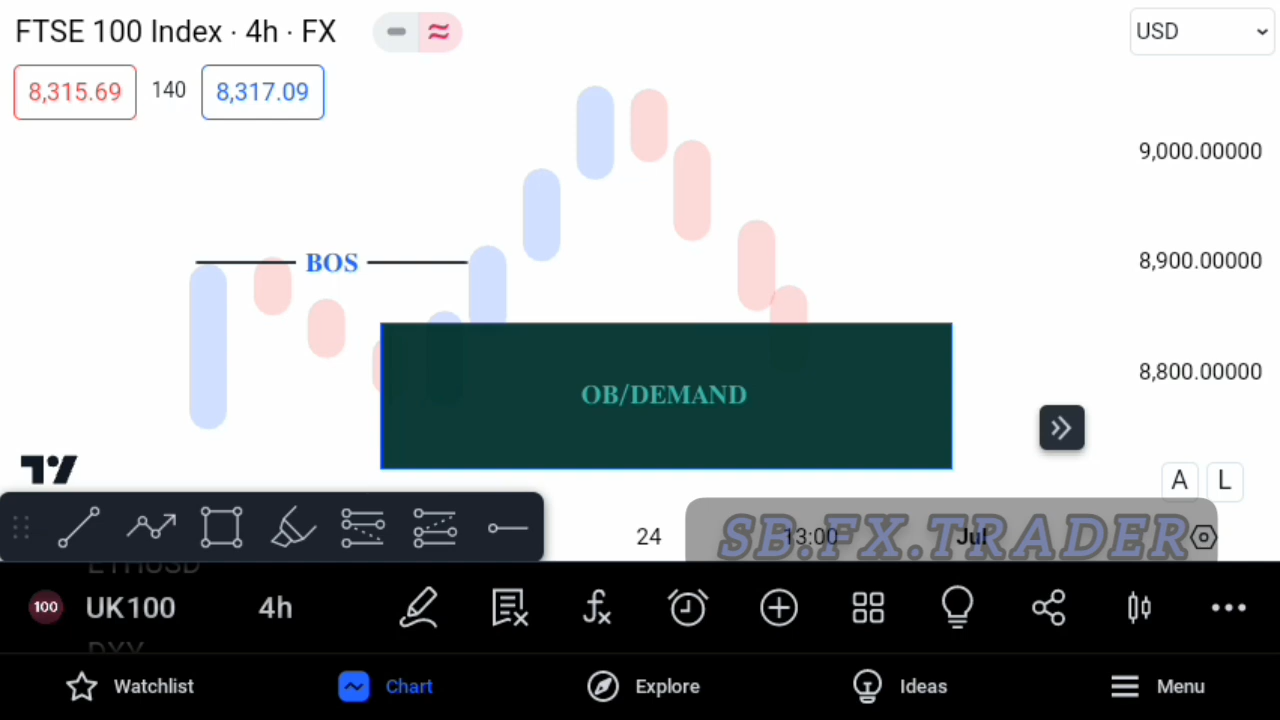 FTSE 100 Index · 4h · FX
USD
8,315.69
140
8,317.09
9,000.00000
BOS
8,900.00000
8,800.00000
OB/DEMAND
A
L
24
13:00
Jul
SB.FX.TRADER
ETHUSD
100
UK100
4h
DXY
Watchlist
Chart
Explore
Ideas
Menu